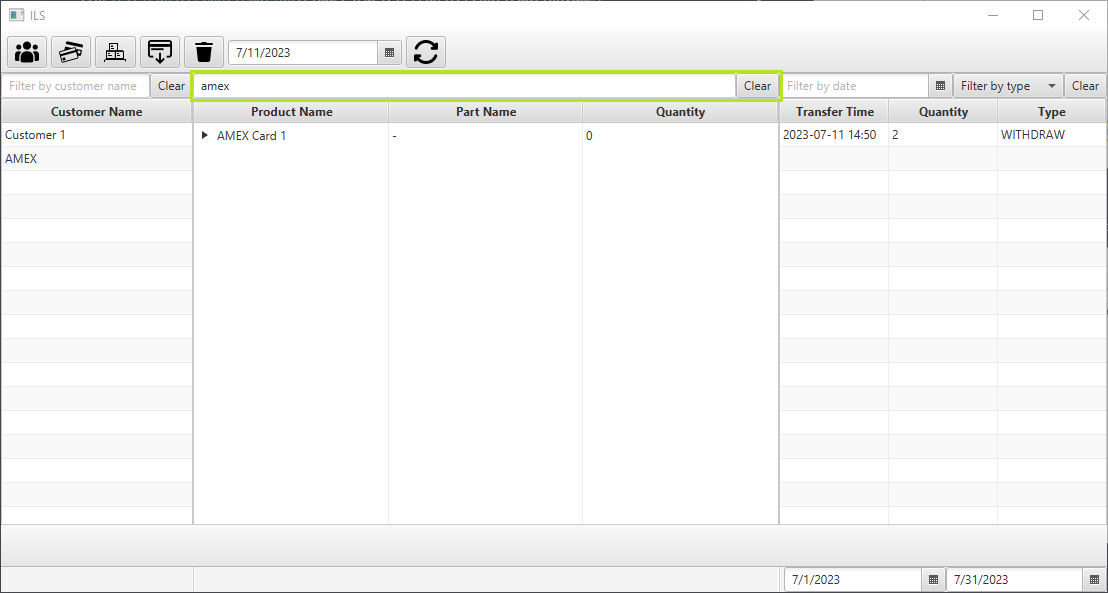 ILS
7/11/2023
Filter by customer name Clear amex Clear Filter by date Filter by type Clear
Customer Name Product Name Part Name Quantity Transfer Time Quantity Type
Customer 1 AMEX Card 1 - 0 2023-07-11 14:50 2 WITHDRAW
AMEX
7/1/2023 7/31/2023